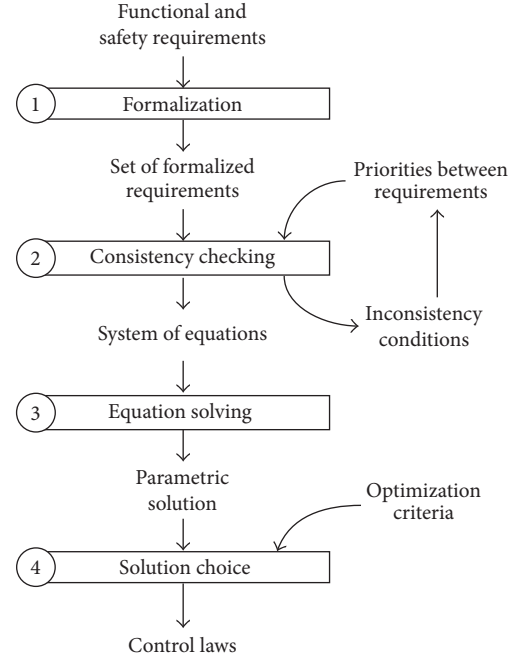 Functional and
safety requirements
1
Formalization
Set of formalized
requirements
Priorities between
requirements
2
Consistency checking
Inconsistency
conditions
System of equations
3
Equation solving
Parametric
solution
Optimization
criteria
4
Solution choice
Control laws